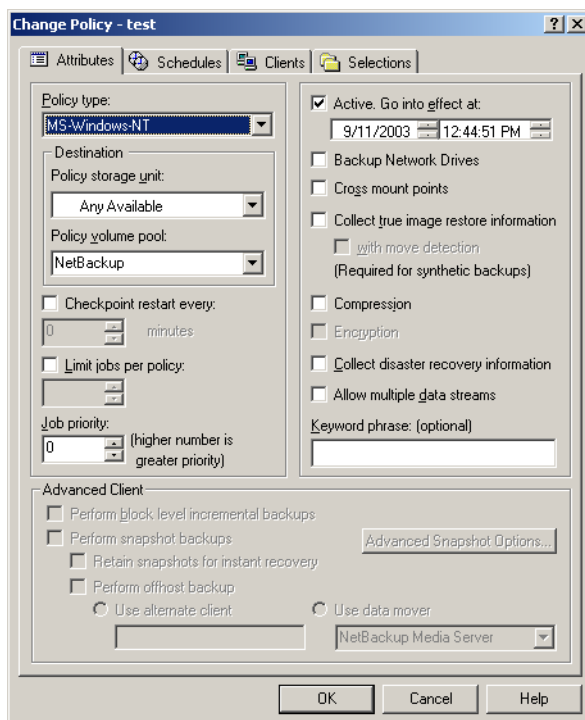 Change Policy - test
Attributes
Schedules
Clients
Selections
Policy type:
MS-Windows-NT
Destination
Policy storage unit:
Any Available
Policy volume pool:
NetBackup
Checkpoint restart every:
0 minutes
Limit jobs per policy:
Job priority:
0
(higher number is
greater priority)
Active. Go into effect at:
9/11/2003 12:44:51 PM
Backup Network Drives
Cross mount points
Collect true image restore information
with move detection
(Required for synthetic backups)
Compression
Encryption
Collect disaster recovery information
Allow multiple data streams
Keyword phrase: (optional)
Advanced Client
Perform block level incremental backups
Perform snapshot backups
Advanced Snapshot Options...
Retain snapshots for instant recovery
Perform offhost backup
Use alternate client
Use data mover
NetBackup Media Server
OK
Cancel
Help